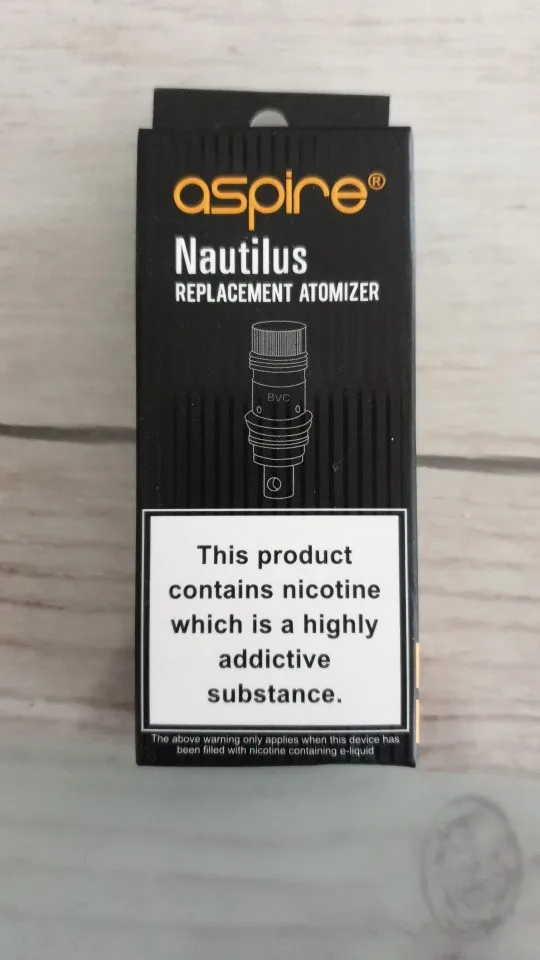 aspire®
Nautilus
REPLACEMENT ATOMIZER
BVC
This product
contains nicotine
which is a highly
addictive
substance.
The above warning only applies when this device has
been filled with nicotine containing e-liquid